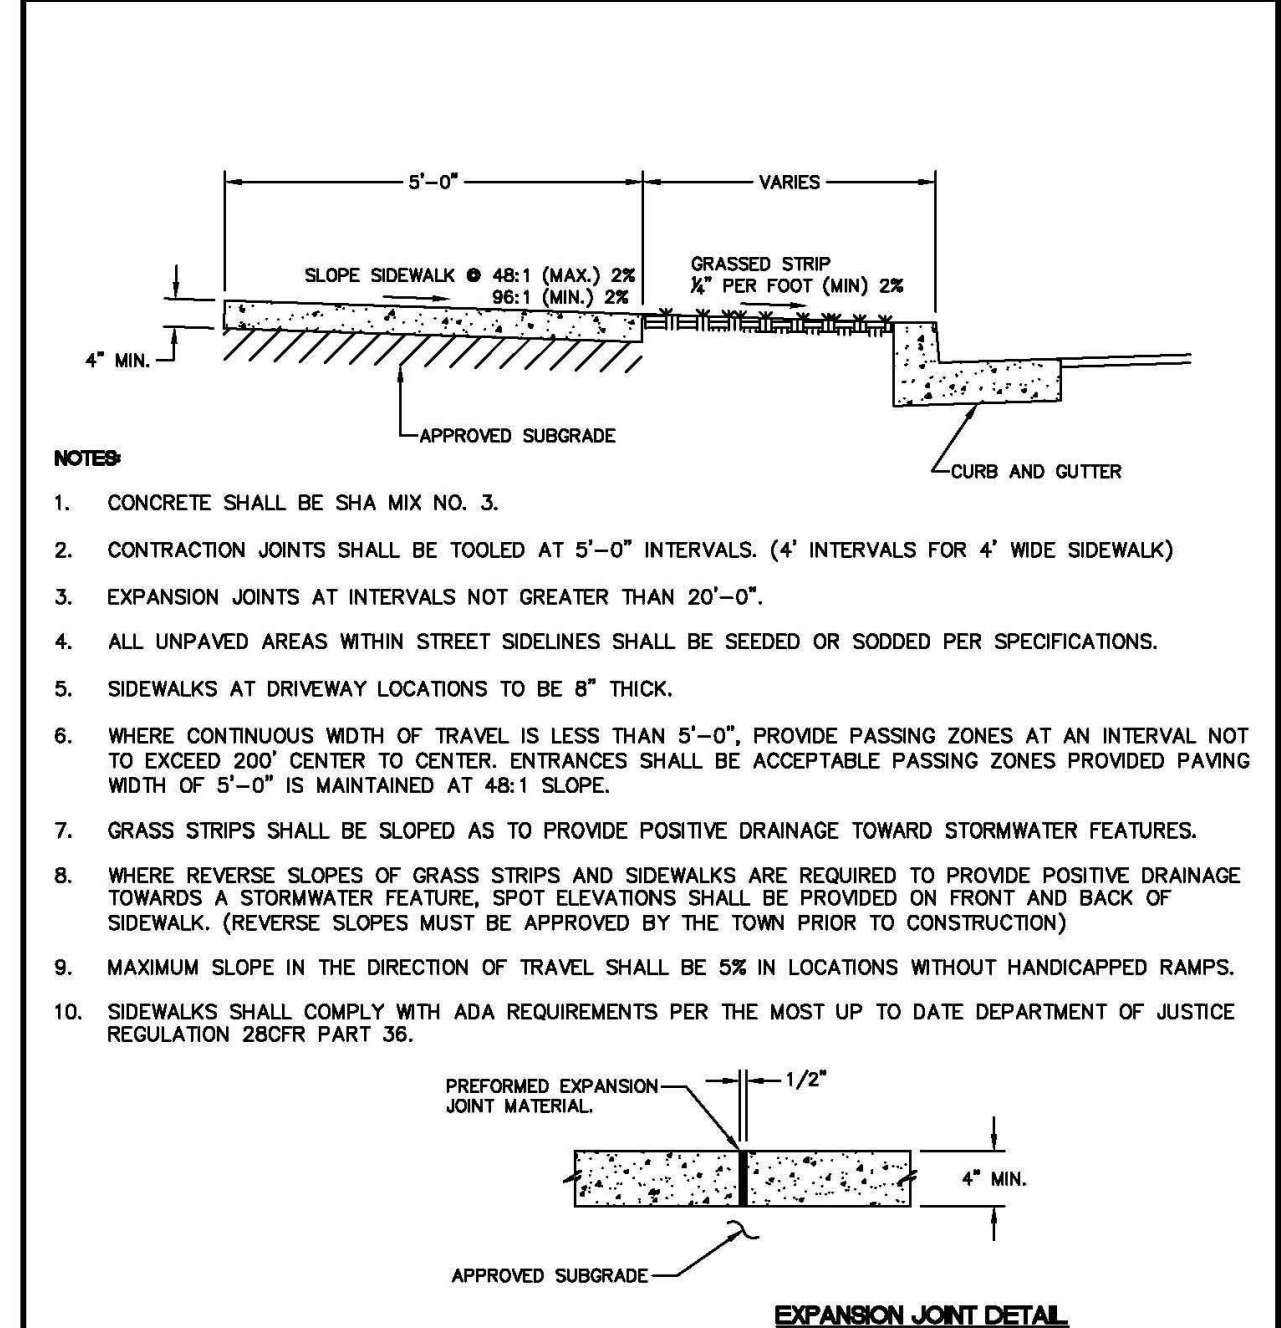 5'-0"
VARIES
SLOPE SIDEWALK @ 48:1 (MAX.) 2%
96:1 (MIN.) 2%
GRASSED STRIP
¼" PER FOOT (MIN) 2%
4" MIN.
APPROVED SUBGRADE
CURB AND GUTTER
NOTES:
1. CONCRETE SHALL BE SHA MIX NO. 3.
2. CONTRACTION JOINTS SHALL BE TOOLED AT 5'-0" INTERVALS. (4' INTERVALS FOR 4' WIDE SIDEWALK)
3. EXPANSION JOINTS AT INTERVALS NOT GREATER THAN 20'-0".
4. ALL UNPAVED AREAS WITHIN STREET SIDELINES SHALL BE SEEDED OR SODDED PER SPECIFICATIONS.
5. SIDEWALKS AT DRIVEWAY LOCATIONS TO BE 8" THICK.
6. WHERE CONTINUOUS WIDTH OF TRAVEL IS LESS THAN 5'-0", PROVIDE PASSING ZONES AT AN INTERVAL NOT
TO EXCEED 200' CENTER TO CENTER. ENTRANCES SHALL BE ACCEPTABLE PASSING ZONES PROVIDED PAVING
WIDTH OF 5'-0" IS MAINTAINED AT 48:1 SLOPE.
7. GRASS STRIPS SHALL BE SLOPED AS TO PROVIDE POSITIVE DRAINAGE TOWARD STORMWATER FEATURES.
8. WHERE REVERSE SLOPES OF GRASS STRIPS AND SIDEWALKS ARE REQUIRED TO PROVIDE POSITIVE DRAINAGE
TOWARDS A STORMWATER FEATURE, SPOT ELEVATIONS SHALL BE PROVIDED ON FRONT AND BACK OF
SIDEWALK. (REVERSE SLOPES MUST BE APPROVED BY THE TOWN PRIOR TO CONSTRUCTION)
9. MAXIMUM SLOPE IN THE DIRECTION OF TRAVEL SHALL BE 5% IN LOCATIONS WITHOUT HANDICAPPED RAMPS.
10. SIDEWALKS SHALL COMPLY WITH ADA REQUIREMENTS PER THE MOST UP TO DATE DEPARTMENT OF JUSTICE
REGULATION 28CFR PART 36.
PREFORMED EXPANSION
JOINT MATERIAL.
1/2"
4" MIN.
APPROVED SUBGRADE
EXPANSION JOINT DETAIL